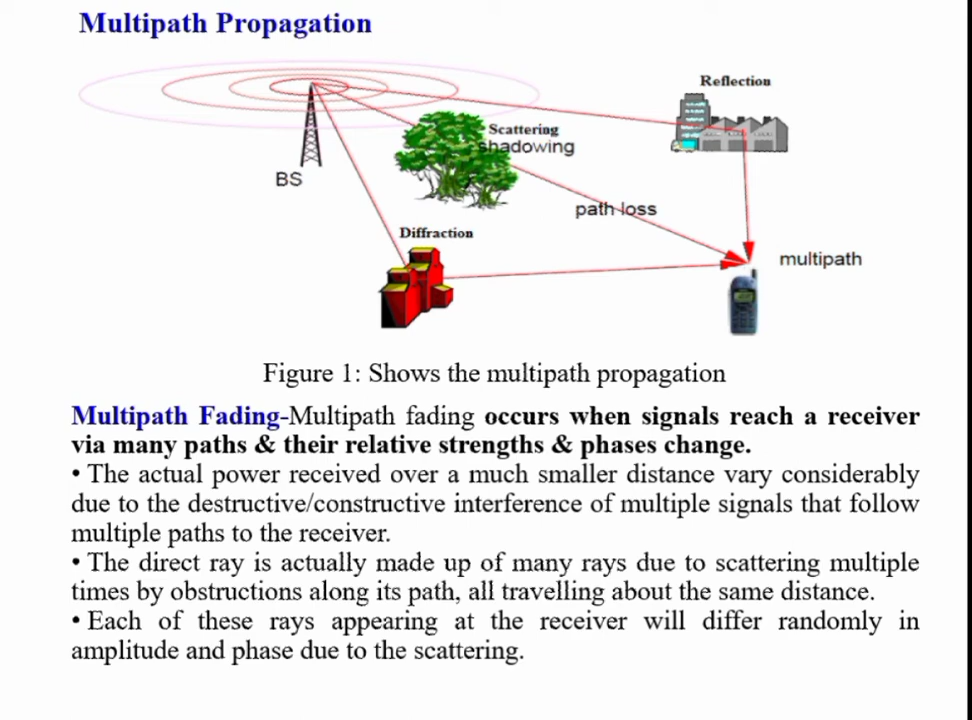 Multipath Propagation
Reflection
Scattering
shadowing
BS
path loss
Diffraction
multipath
Figure 1: Shows the multipath propagation
Multipath Fading-Multipath fading occurs when signals reach a receiver
via many paths & their relative strengths & phases change.
• The actual power received over a much smaller distance vary considerably
due to the destructive/constructive interference of multiple signals that follow
multiple paths to the receiver.
• The direct ray is actually made up of many rays due to scattering multiple
times by obstructions along its path, all travelling about the same distance.
• Each of these rays appearing at the receiver will differ randomly in
amplitude and phase due to the scattering.